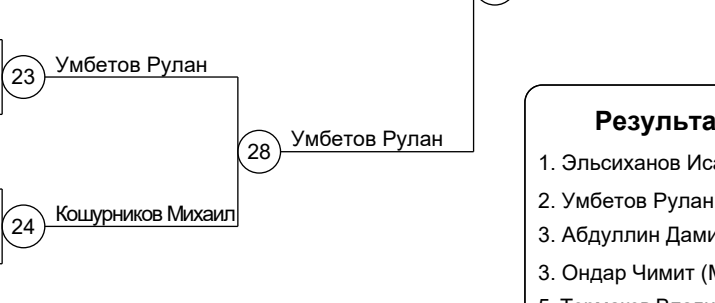 23
Умбетов Рулан
28
Умбетов Рулан
24
Кошурников Михаил
Результа
1. Эльсиханов Иса
2. Умбетов Рулан
3. Абдуллин Дами
3. Ондар Чимит (М